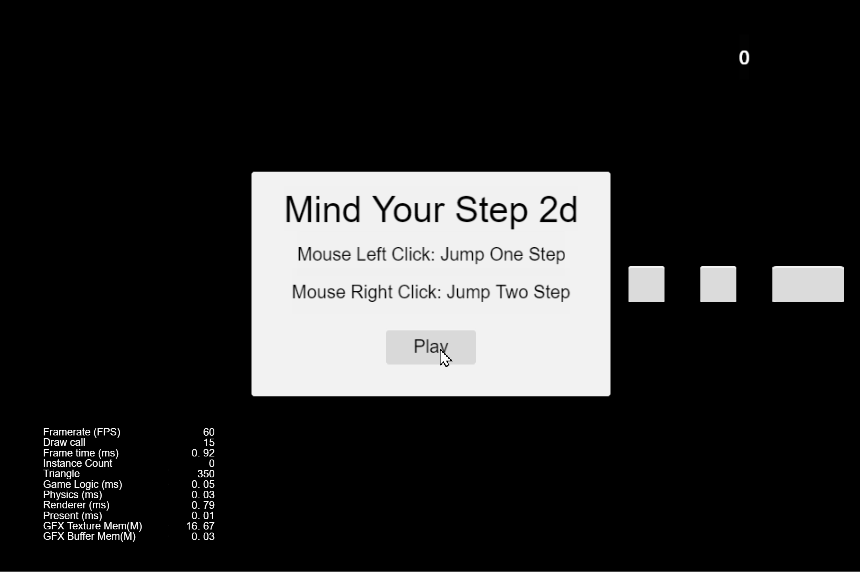 0
Mind Your Step 2d
Mouse Left Click: Jump One Step
Mouse Right Click: Jump Two Step
Play
Framerate (FPS) 60
Draw call 15
Frame time (ms) 0. 92
Instance Count 0
Triangle 350
Game Logic (ms) 0. 05
Physics (ms) 0. 03
Renderer (ms) 0. 79
Present (ms) 0. 01
GFX Texture Mem(M) 16. 67
GFX Buffer Mem(M) 0. 03